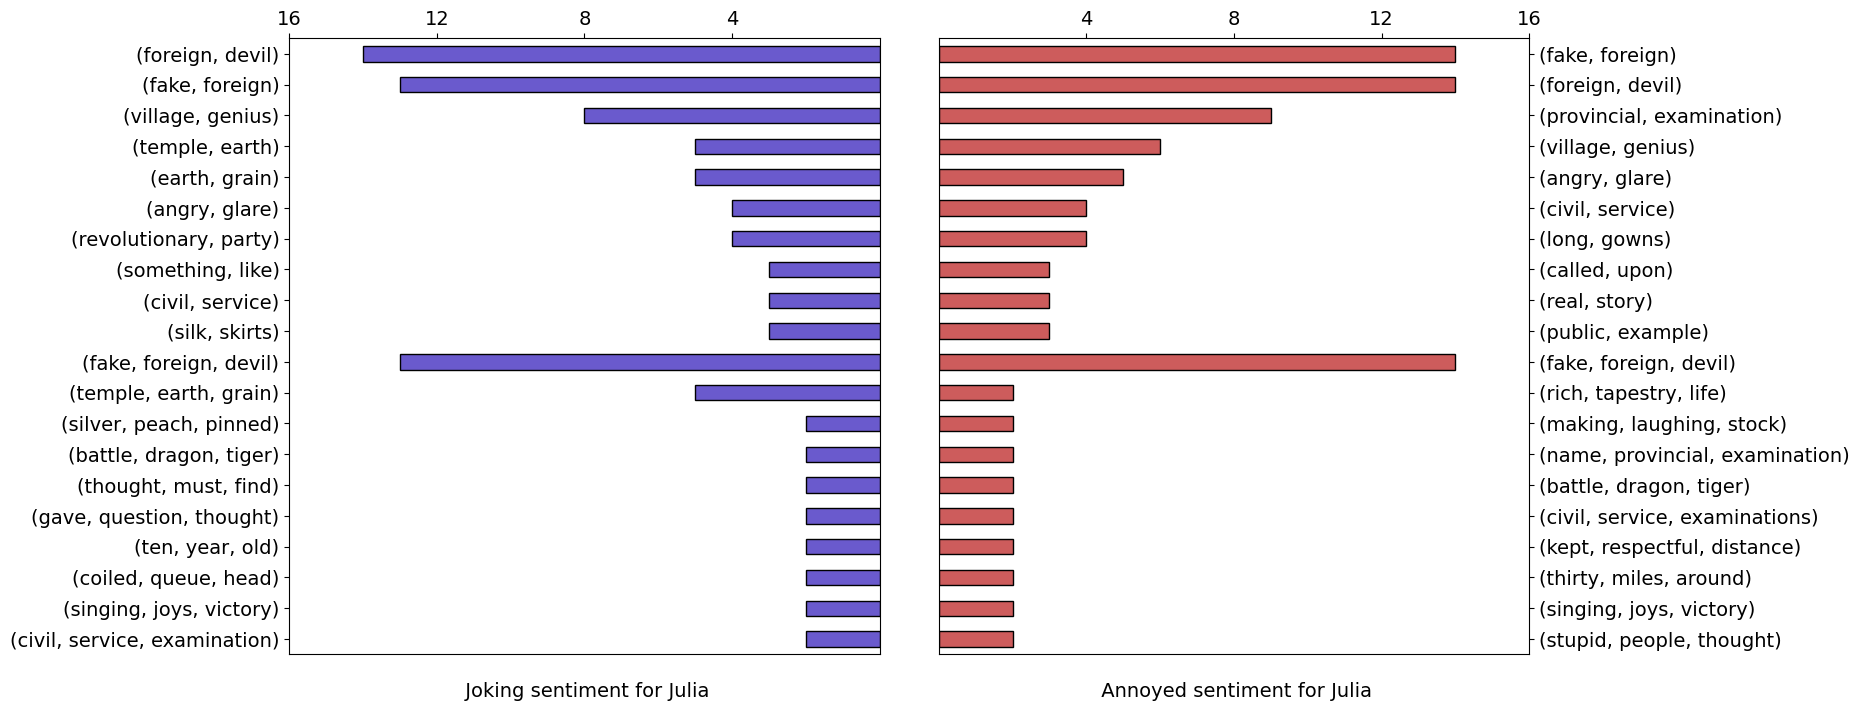 16 12 8 4 4 8 12 16
(foreign, devil) (fake, foreign)
(fake, foreign) (foreign, devil)
(village, genius) (provincial, examination)
(temple, earth) (village, genius)
(earth, grain) (angry, glare)
(angry, glare) (civil, service)
(revolutionary, party) (long, gowns)
(something, like) (called, upon)
(civil, service) (real, story)
(silk, skirts) (public, example)
(fake, foreign, devil) (fake, foreign, devil)
(temple, earth, grain) (rich, tapestry, life)
(silver, peach, pinned) (making, laughing, stock)
(battle, dragon, tiger) (name, provincial, examination)
(thought, must, find) (battle, dragon, tiger)
(gave, question, thought) (civil, service, examinations)
(ten, year, old) (kept, respectful, distance)
(coiled, queue, head) (thirty, miles, around)
(singing, joys, victory) (singing, joys, victory)
(civil, service, examination) (stupid, people, thought)
Joking sentiment for Julia Annoyed sentiment for Julia